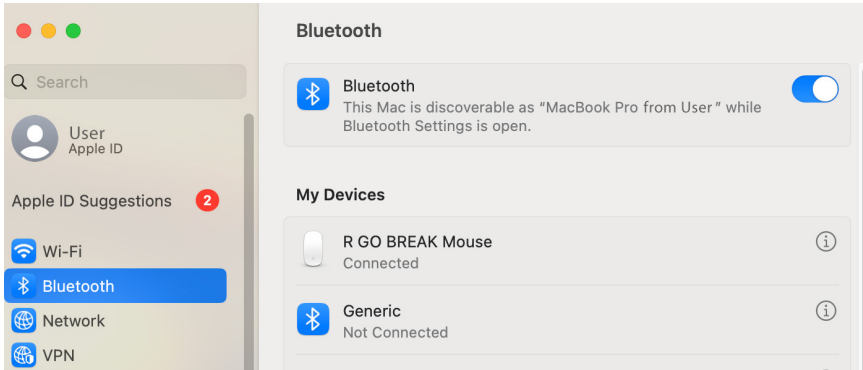 Bluetooth
Search
User
Apple ID
Apple ID Suggestions
2
Wi-Fi
Bluetooth
Network
VPN
Bluetooth
This Mac is discoverable as “MacBook Pro from User ” while
Bluetooth Settings is open.
My Devices
R GO BREAK Mouse
Connected
Generic
Not Connected